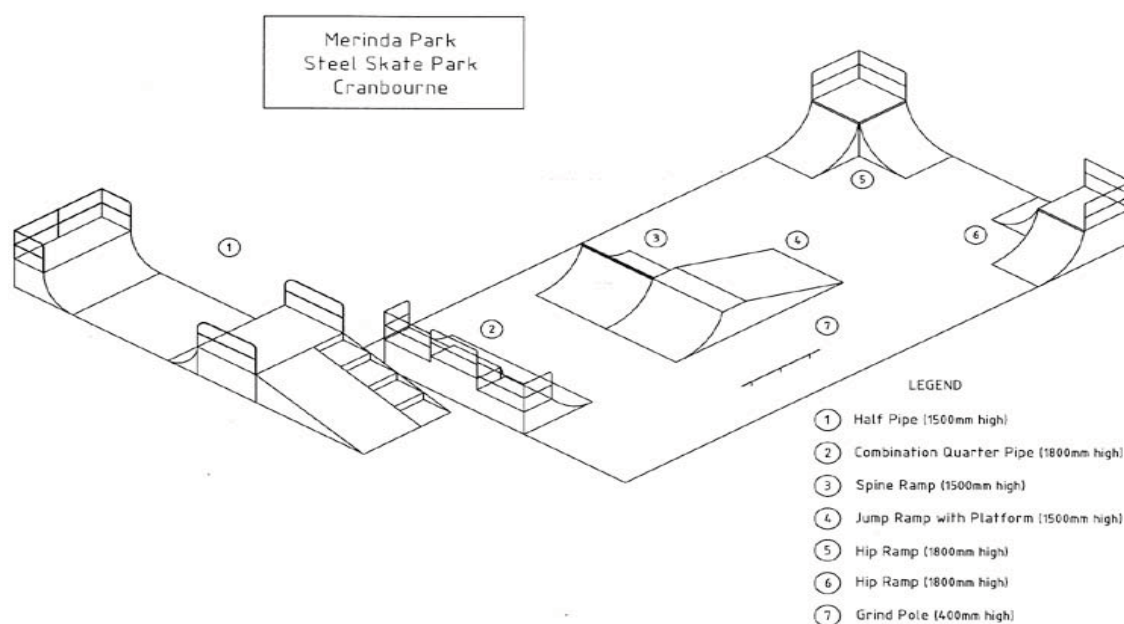 Merinda Park
Steel Skate Park
Cranbourne
5
6
3
4
1
2
7
LEGEND
1 Half Pipe (1500mm high)
2 Combination Quarter Pipe (1800mm high)
3 Spine Ramp (1500mm high)
4 Jump Ramp with Platform (1500mm high)
5 Hip Ramp (1800mm high)
6 Hip Ramp (1800mm high)
7 Grind Pole (400mm high)